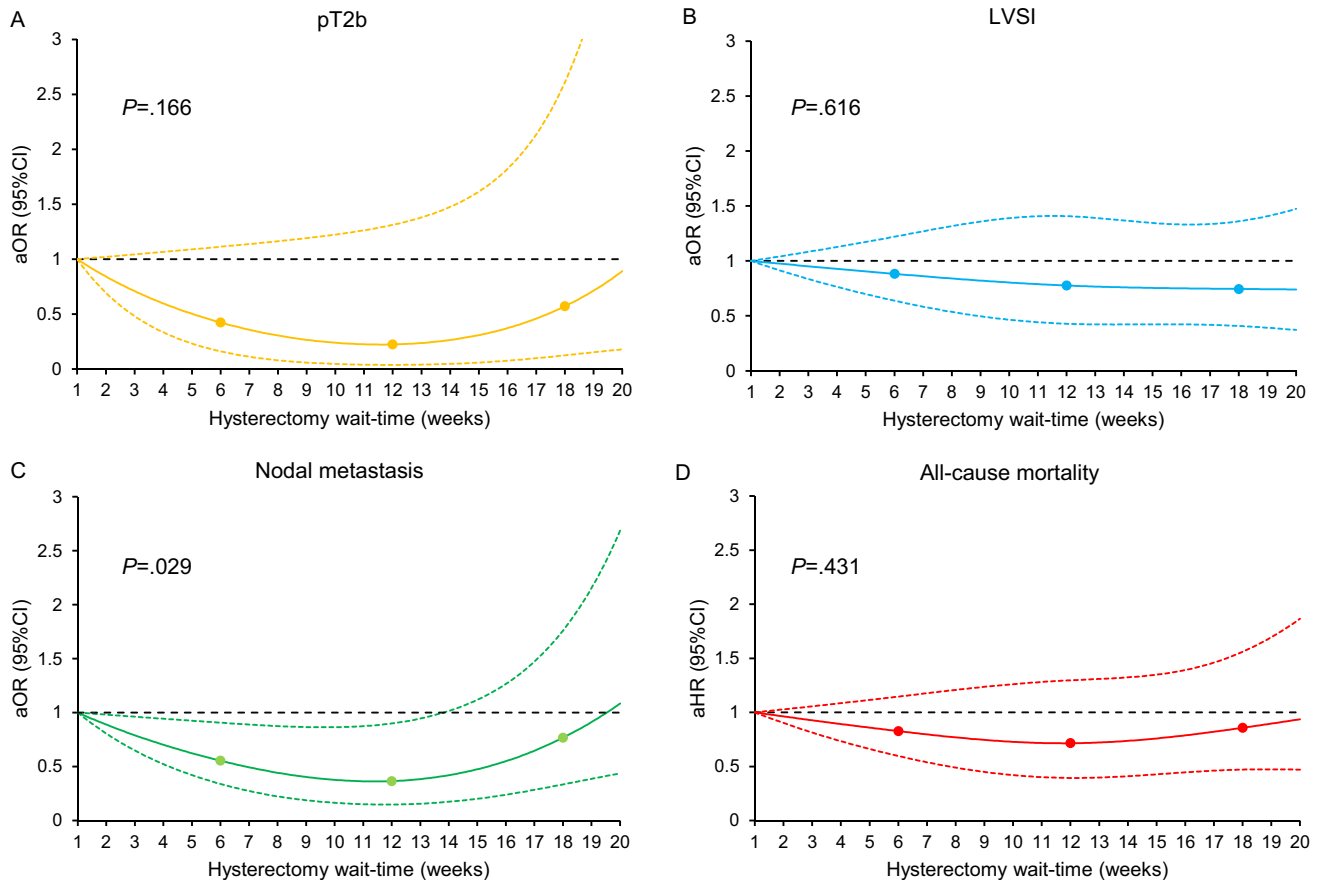 A
pT2b
3
2.5
2
1.5
1
0.5
0
aOR (95%CI)
P=.166
1 2 3 4 5 6 7 8 9 10 11 12 13 14 15 16 17 18 19 20
Hysterectomy wait-time (weeks)
B
LVSI
3
2.5
2
1.5
1
0.5
0
aOR (95%CI)
P=.616
1 2 3 4 5 6 7 8 9 10 11 12 13 14 15 16 17 18 19 20
Hysterectomy wait-time (weeks)
C
Nodal metastasis
3
2.5
2
1.5
1
0.5
0
aOR (95%CI)
P=.029
1 2 3 4 5 6 7 8 9 10 11 12 13 14 15 16 17 18 19 20
Hysterectomy wait-time (weeks)
D
All-cause mortality
3
2.5
2
1.5
1
0.5
0
aHR (95%CI)
P=.431
1 2 3 4 5 6 7 8 9 10 11 12 13 14 15 16 17 18 19 20
Hysterectomy wait-time (weeks)